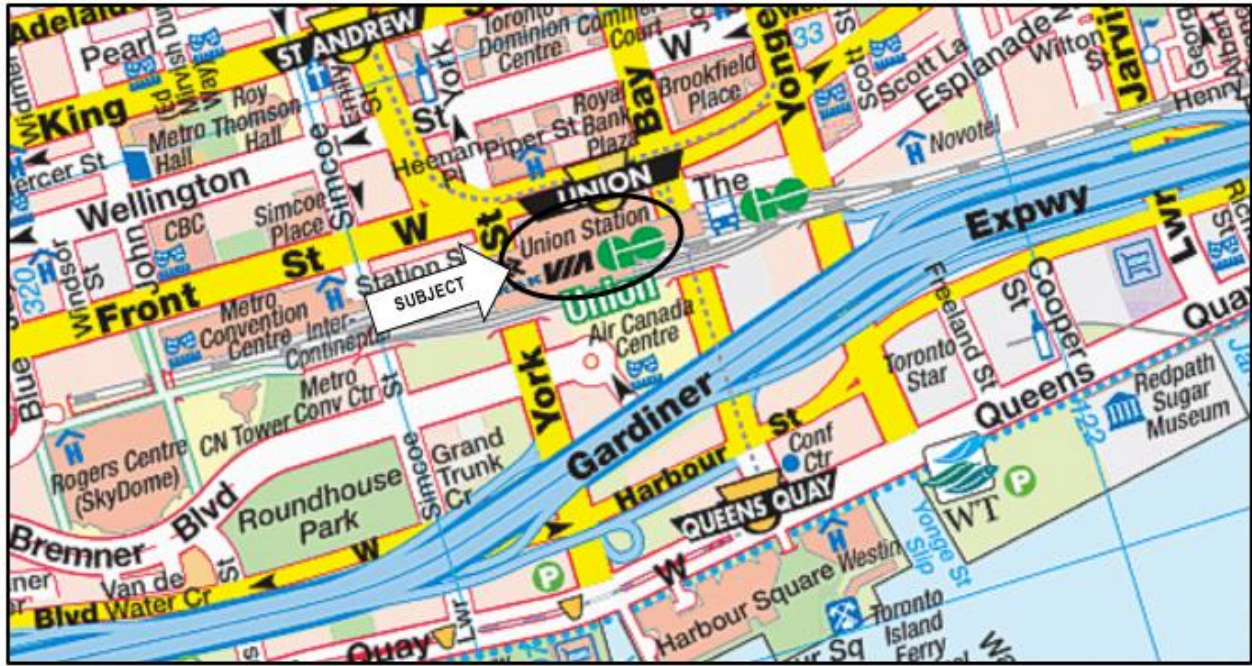 Adelaide
Pearl
ST ANDREW
York
St
Toronto
Dominion
Centre
Court
W
Bay
Yonge
33
Scott
St
Scott La
Esplanade
Wilton
S
Jarvis
George
Albert
Henry
King
Mirvish
Way
Roy
Thomson
Hall
Metro
Hall
Mercer St
Simcoe
Emily
St
Piper St
Royal
Bank
Plaza
Brookfield
Place
Novotel
Wellington
CBC
Simcoe
Place
UNION
The
GO
Windsor
St
John
320
Front
St
W
Station St
St
Union Station
VIA GO
SUBJECT
Union
Expwy
Lwr
Metro
Convention
Centre
Inter-
Continental
Air Canada
Centre
Freeland St
Cooper
St
Quay
Blue
Metro
Conv Ctr
St
York
Gardiner
Toronto
Star
Queens
122
Redpath
Sugar
Museum
CN Tower
Rogers Centre
(SkyDome)
Simcoe
Grand
Trunk
Cr
Harbour
St
Conf
Ctr
Roundhouse
Park
Bremner
Blvd
QUEENS QUAY
P
WT
Yonge St
Slip
Van de
Water Cr
St
W
Blvd
P
W
Harbour Square
Westin
Lwr
Quay
Toronto
Island
Ferry
Sq